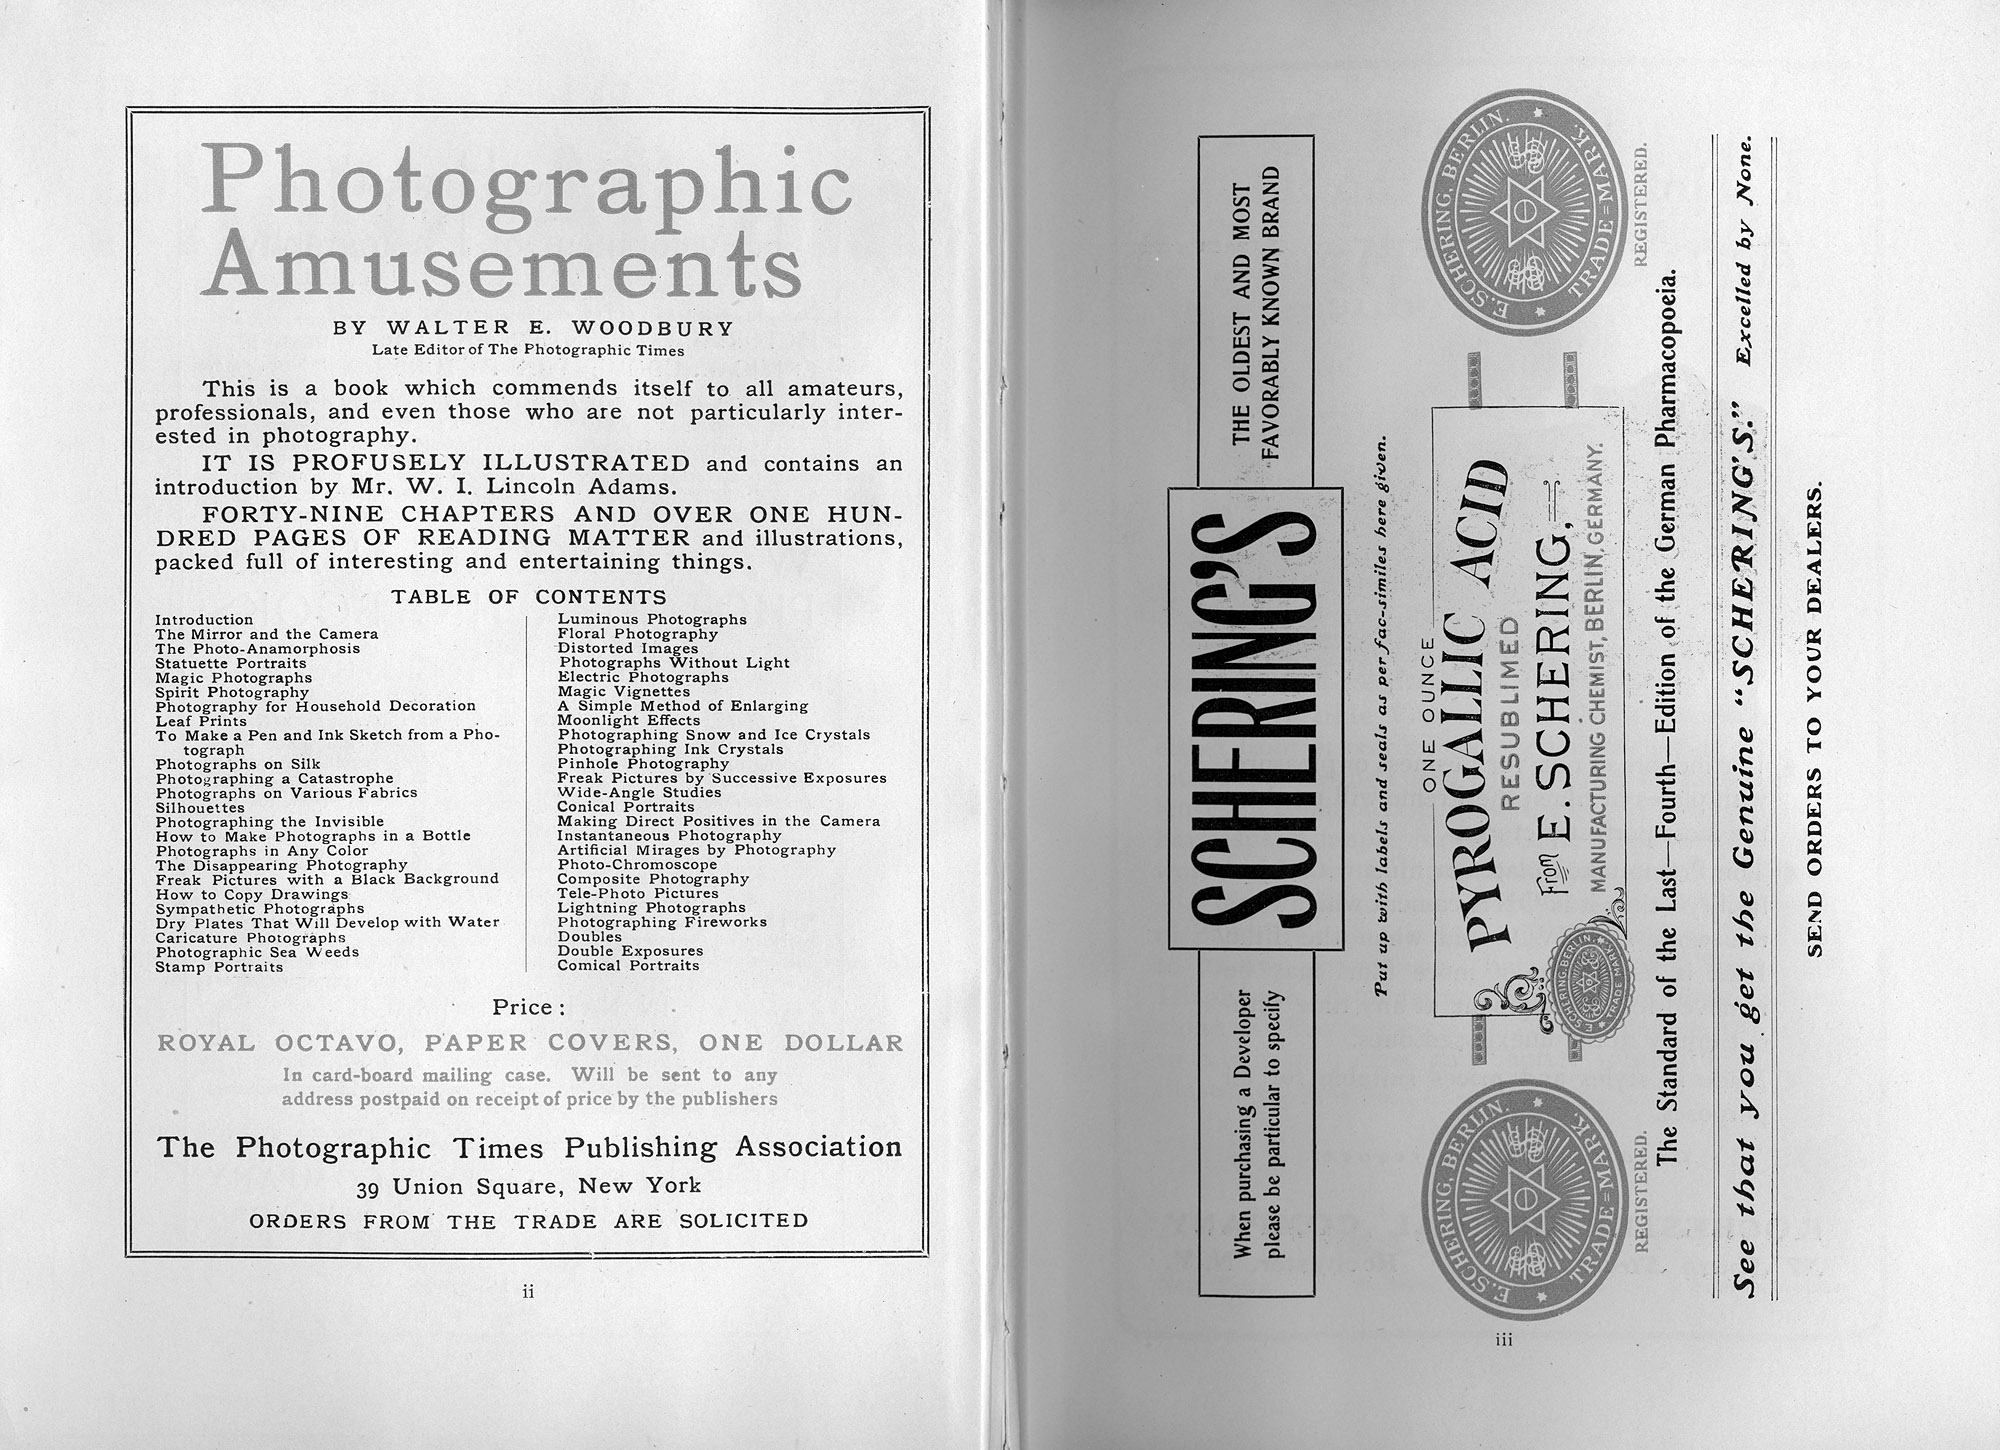 Photographic
Amusements
BY WALTER E. WOODBURY
Late Editor of The Photographic Times
This is a book which commends itself to all amateurs,
professionals, and even those who are not particularly inter-
ested in photography.
IT IS PROFUSELY ILLUSTRATED and contains an
introduction by Mr. W. I. Lincoln Adams.
FORTY-NINE CHAPTERS AND OVER ONE HUN-
DRED PAGES OF READING MATTER and illustrations,
packed full of interesting and entertaining things.
TABLE OF CONTENTS
Introduction
The Mirror and the Camera
The Photo-Anamorphosis
Statuette Portraits
Magic Photographs
Spirit Photography
Photography for Household Decoration
Leaf Prints
To Make a Pen and Ink Sketch from a Pho-
tograph
Photographs on Silk
Photographing a Catastrophe
Photographs on Various Fabrics
Silhouettes
Photographing the Invisible
How to Make Photographs in a Bottle
Photographs in Any Color
The Disappearing Photography
Freak Pictures with a Black Background
How to Copy Drawings
Sympathetic Photographs
Dry Plates That Will Develop with Water
Caricature Photographs
Photographic Sea Weeds
Stamp Portraits
Luminous Photographs
Floral Photography
Distorted Images
Photographs Without Light
Electric Photographs
Magic Vignettes
A Simple Method of Enlarging
Moonlight Effects
Photographing Snow and Ice Crystals
Photographing Ink Crystals
Pinhole Photography
Freak Pictures by Successive Exposures
Wide-Angle Studies
Conical Portraits
Making Direct Positives in the Camera
Instantaneous Photography
Artificial Mirages by Photography
Photo-Chromoscope
Composite Photography
Tele-Photo Pictures
Lightning Photographs
Photographing Fireworks
Doubles
Double Exposures
Comical Portraits
Price :
ROYAL OCTAVO, PAPER COVERS, ONE DOLLAR
In card-board mailing case. Will be sent to any
address postpaid on receipt of price by the publishers
The Photographic Times Publishing Association
39 Union Square, New York
ORDERS FROM THE TRADE ARE SOLICITED
ii
When purchasing a Developer
please be particular to specify
SCHERING'S
THE OLDEST AND MOST
FAVORABLY KNOWN BRAND
Put up with labels and seals as per fac-similes here given.
E. SCHERING, BERLIN.
TRADE=MARK.
REGISTERED.
ONE OUNCE
PYROGALLIC ACID
RESUBLIMED
From E. SCHERING,
MANUFACTURING CHEMIST, BERLIN, GERMANY.
E. SCHERING, BERLIN.
TRADE MARK.
E. SCHERING, BERLIN.
TRADE=MARK.
REGISTERED.
The Standard of the Last—Fourth—Edition of the German Pharmacopoeia.
See that you get the Genuine "SCHERING'S." Excelled by None.
SEND ORDERS TO YOUR DEALERS.
iii